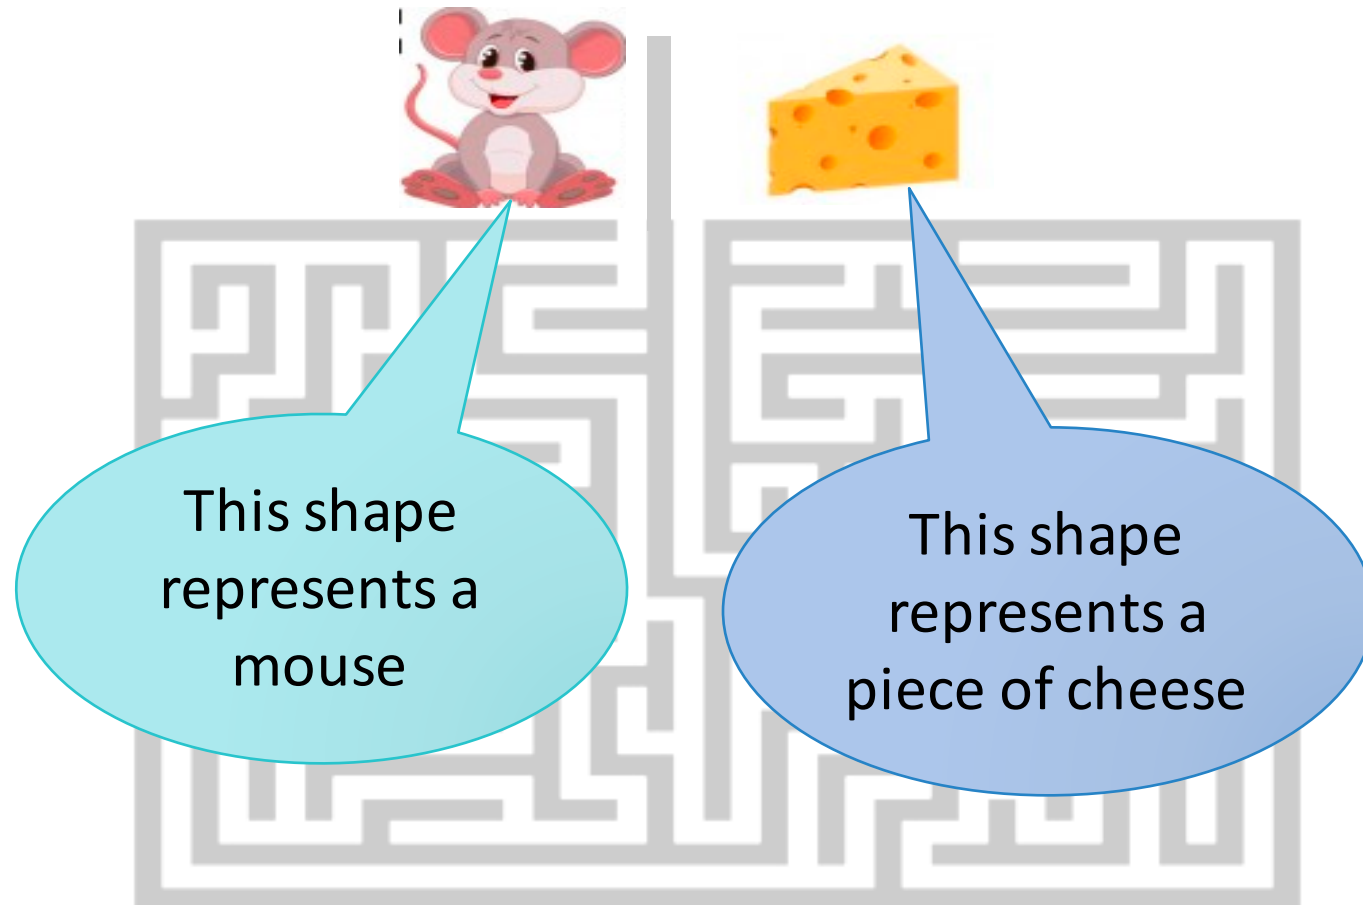 This shape
represents a
mouse
This shape
represents a
piece of cheese